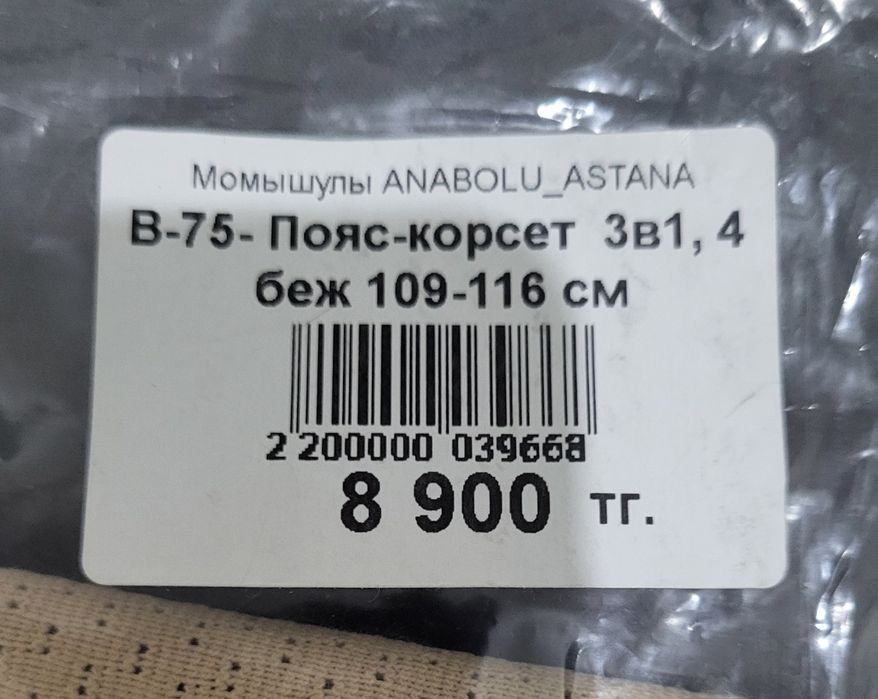 Момышулы ANABOLU_ASTANA
В-75- Пояс-корсет 3в1, 4
беж 109-116 см
2 200000 039668
8 900 тг.